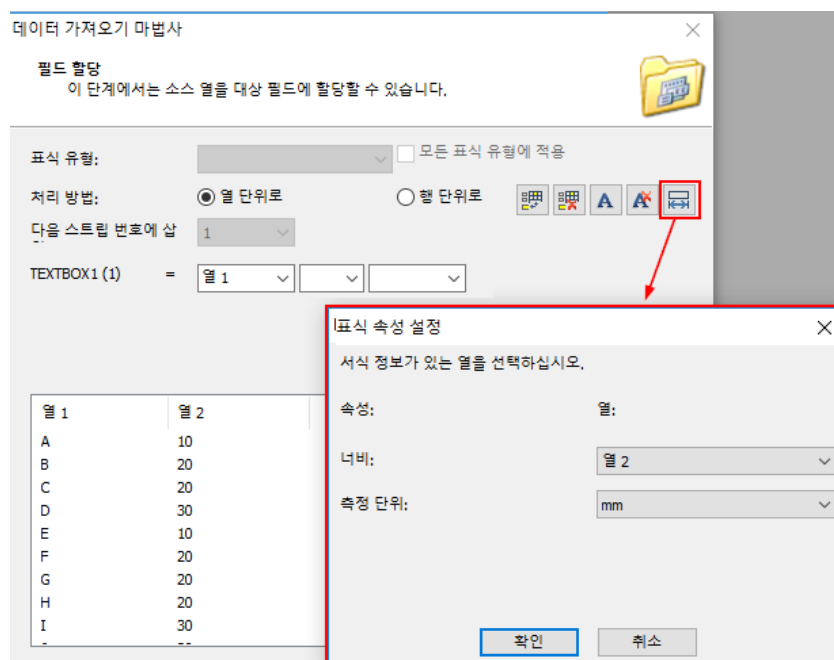 데이터 가져오기 마법사
필드 할당
이 단계에서는 소스 열을 대상 필드에 할당할 수 있습니다.
표식 유형:
모든 표식 유형에 적용
처리 방법:
열 단위로
행 단위로
다음 스트립 번호에 삽
1
TEXTBOX1 (1) = 열 1
표식 속성 설정
서식 정보가 있는 열을 선택하십시오.
속성: 열:
너비: 열 2
측정 단위: mm
확인 취소
열 1 열 2
A 10
B 20
C 20
D 30
E 10
F 20
G 20
H 20
I 30